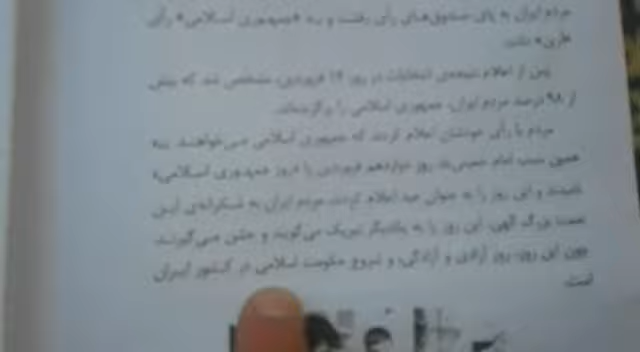 مردم ایران به پای صندوق‌های رأی رفتند و به «جمهوری اسلامی» رأی
«آری» دادند.
پس از اعلام نتیجه‌ی انتخابات در روز ۱۲ فروردین، مشخص شد که بیش
از ۹۸ درصد مردم ایران، جمهوری اسلامی را برگزیده‌اند.
مردم با رأی خودشان اعلام کردند که جمهوری اسلامی می‌خواهند. به
همین سبب امام خمینی روز دوازدهم فروردین را «روز جمهوری اسلامی»
نامیدند و این روز را به عنوان عید اعلام کردند. مردم ایران به شکرانه‌ی این
نعمت بزرگ الهی، این روز را به یکدیگر تبریک می‌گویند و جشن می‌گیرند.
چون این روز، روز آزادی و آزادگی و شروع حکومت اسلامی در کشور ایران
است.